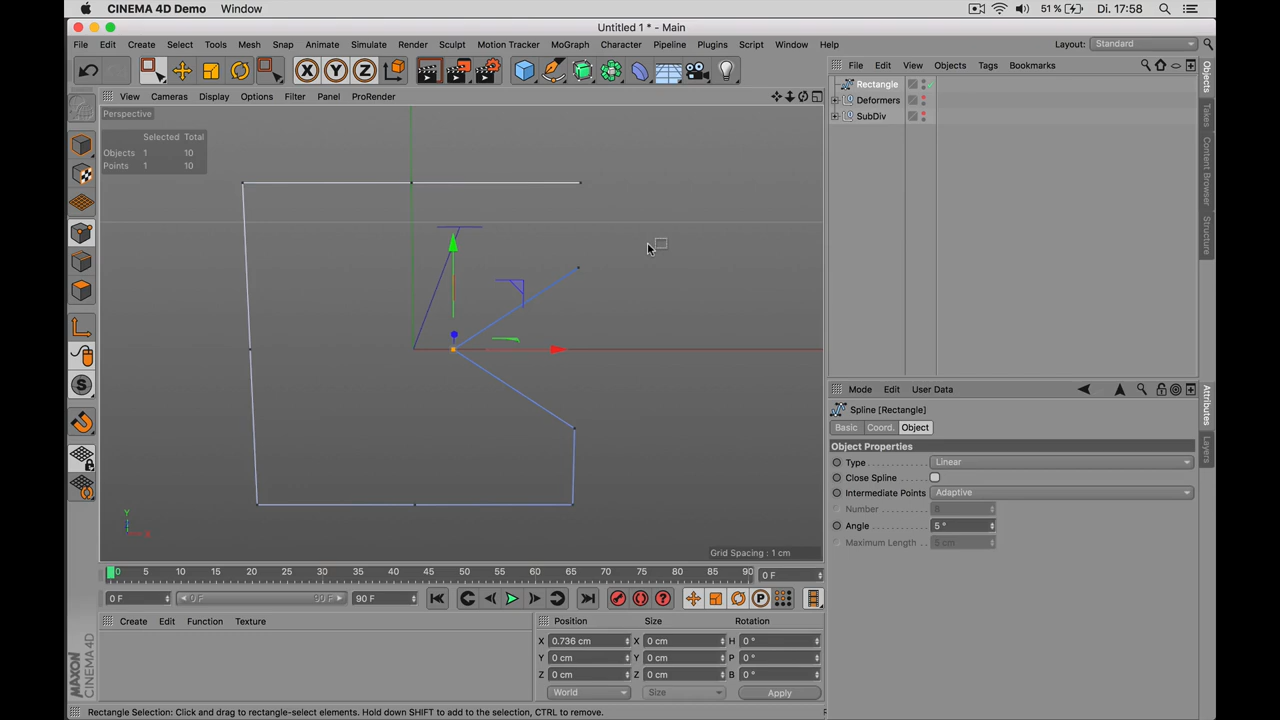 CINEMA 4D Demo Window 51 % Di. 17:58
Untitled 1 * - Main
File Edit Create Select Tools Mesh Snap Animate Simulate Render Sculpt Motion Tracker MoGraph Character Pipeline Plugins Script Window Help Layout: Standard
X Y Z File Edit View Objects Tags Bookmarks
View Cameras Display Options Filter Panel ProRender
Perspective
Selected Total
Objects 1 10
Points 1 10
Rectangle
Deformers
SubDiv
Objects
Takes
Content Browser
Structure
Mode Edit User Data
Spline [Rectangle]
Basic Coord. Object
Object Properties
Type Linear
Close Spline
Intermediate Points Adaptive
Number 8
Angle 5 °
Maximum Length 5 cm
Attributes
Layers
Y
X
Grid Spacing : 1 cm
0 5 10 15 20 25 30 35 40 45 50 55 60 65 70 75 80 85 90 0 F
0 F 0 F 90 F 90 F P
Create Edit Function Texture
Position Size Rotation
X 0.736 cm X 0 cm H 0 °
Y 0 cm Y 0 cm P 0 °
Z 0 cm Z 0 cm B 0 °
World Size Apply
MAXON CINEMA 4D
Rectangle Selection: Click and drag to rectangle-select elements. Hold down SHIFT to add to the selection, CTRL to remove.